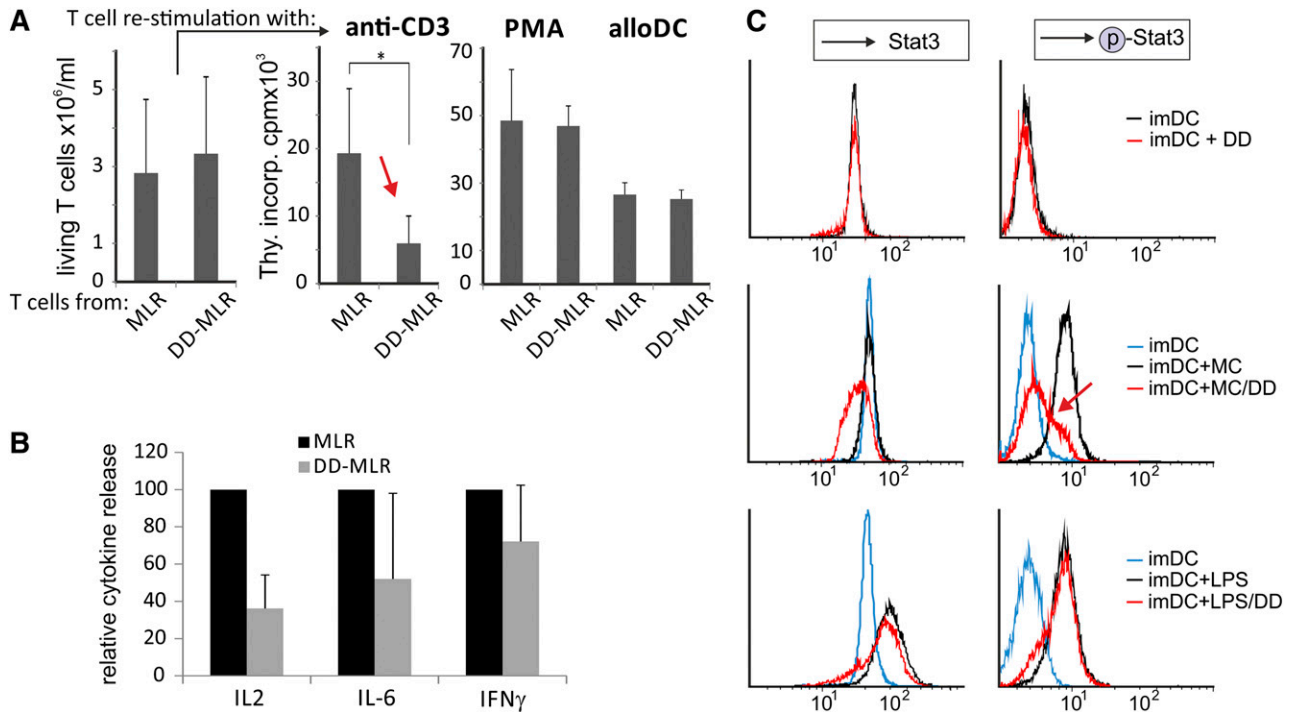 A
T cell re-stimulation with:
anti-CD3
PMA
alloDC
living T cells x10⁶/ml
5
3
1
0
Thy. incorp. cpmx10³
30
20
10
0
*
70
50
30
10
0
T cells from:
MLR
DD-MLR
MLR
DD-MLR
MLR
DD-MLR
MLR
DD-MLR
B
relative cytokine release
120
100
80
60
40
20
0
MLR
DD-MLR
IL2
IL-6
IFNγ
C
Stat3
p-Stat3
imDC
imDC + DD
10¹
10²
10¹
10²
imDC
imDC+MC
imDC+MC/DD
10¹
10²
10¹
10²
imDC
imDC+LPS
imDC+LPS/DD
10¹
10²
10¹
10²